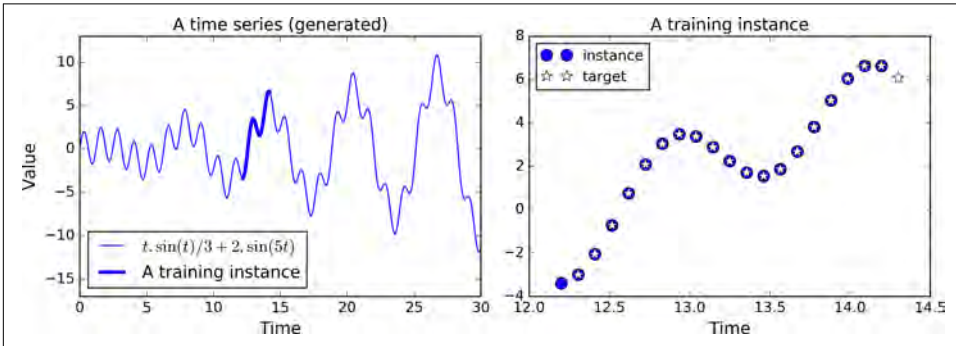 A time series (generated)
10
5
0
−5
−10
−15
Value
0
5
10
15
20
25
30
Time
t. sin(t)/3 + 2. sin(5t)
A training instance
A training instance
8
6
4
2
0
−2
−4
12.0
12.5
13.0
13.5
14.0
14.5
Time
instance
target